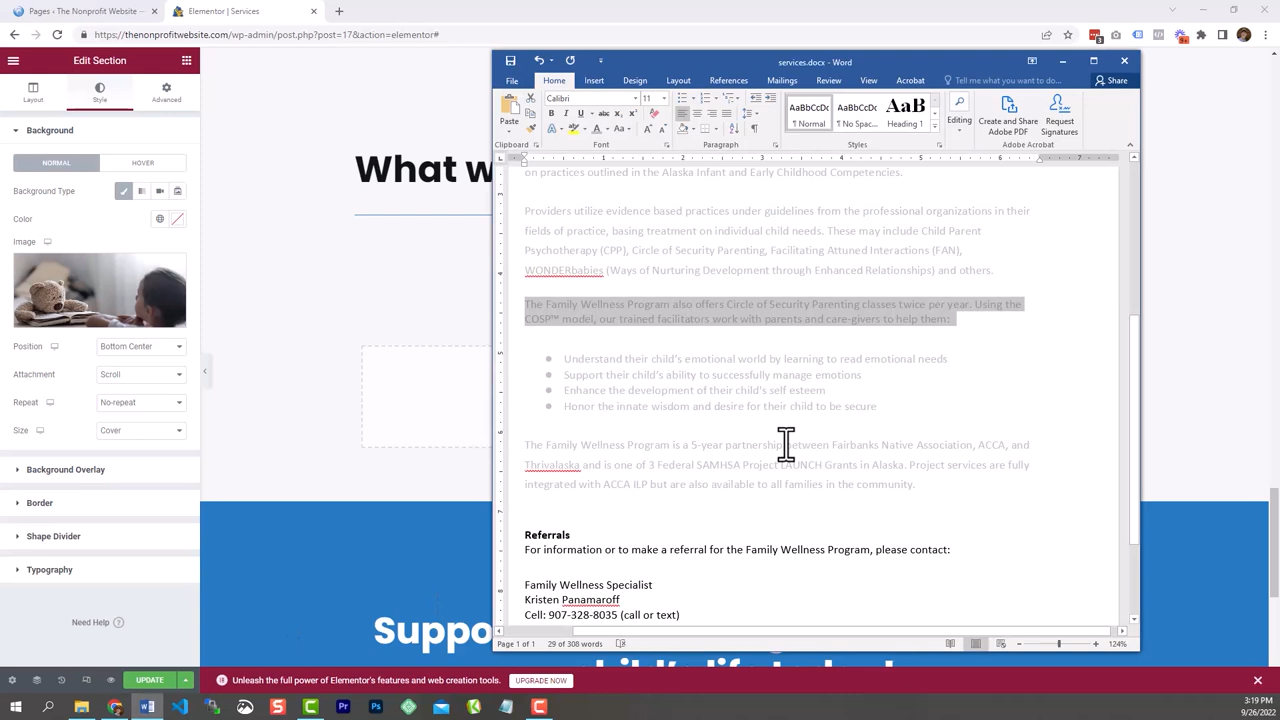 Pages ‹ The Nonprofit Website —
Elementor | Services
https://thenonprofitwebsite.com/wp-admin/post.php?post=17&action=elementor#
Edit Section
Layout
Style
Advanced
Background
NORMAL
HOVER
Background Type
Color
Image
Position
Bottom Center
Attachment
Scroll
Repeat
No-repeat
Size
Cover
Background Overlay
Border
Shape Divider
Typography
Need Help
UPDATE
What w
Suppo
services.docx - Word
File
Home
Insert
Design
Layout
References
Mailings
Review
View
Acrobat
Tell me what you want to do...
Share
Paste
Clipboard
Calibri
11
Font
Paragraph
AaBbCcDc
¶ Normal
AaBbCcDc
¶ No Spac...
AaB
Heading 1
Styles
Editing
Create and Share
Adobe PDF
Request
Signatures
Adobe Acrobat
on practices outlined in the Alaska Infant and Early Childhood Competencies.
Providers utilize evidence based practices under guidelines from the professional organizations in their
fields of practice, basing treatment on individual child needs. These may include Child Parent
Psychotherapy (CPP), Circle of Security Parenting, Facilitating Attuned Interactions (FAN),
WONDERbabies (Ways of Nurturing Development through Enhanced Relationships) and others.
The Family Wellness Program also offers Circle of Security Parenting classes twice per year. Using the
COSP™ model, our trained facilitators work with parents and care-givers to help them:
● Understand their child's emotional world by learning to read emotional needs
● Support their child's ability to successfully manage emotions
● Enhance the development of their child's self esteem
● Honor the innate wisdom and desire for their child to be secure
The Family Wellness Program is a 5-year partnership between Fairbanks Native Association, ACCA, and
Thrivalaska and is one of 3 Federal SAMHSA Project LAUNCH Grants in Alaska. Project services are fully
integrated with ACCA ILP but are also available to all families in the community.
Referrals
For information or to make a referral for the Family Wellness Program, please contact:
Family Wellness Specialist
Kristen Panamaroff
Cell: 907-328-8035 (call or text)
Page 1 of 1
29 of 308 words
124%
Unleash the full power of Elementor's features and web creation tools.
UPGRADE NOW
3:19 PM
9/26/2022